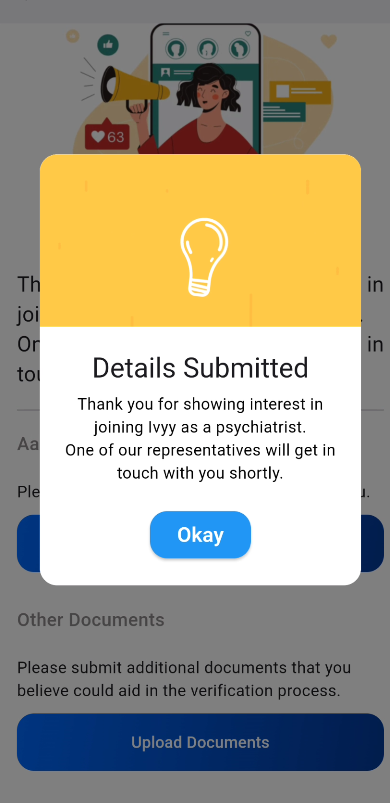 63
Details Submitted
Thank you for showing interest in
joining Ivyy as a psychiatrist.
One of our representatives will get in
touch with you shortly.
Okay
Th in
joi
On in
tou
Aa
Ple u.
Other Documents
Please submit additional documents that you
believe could aid in the verification process.
Upload Documents